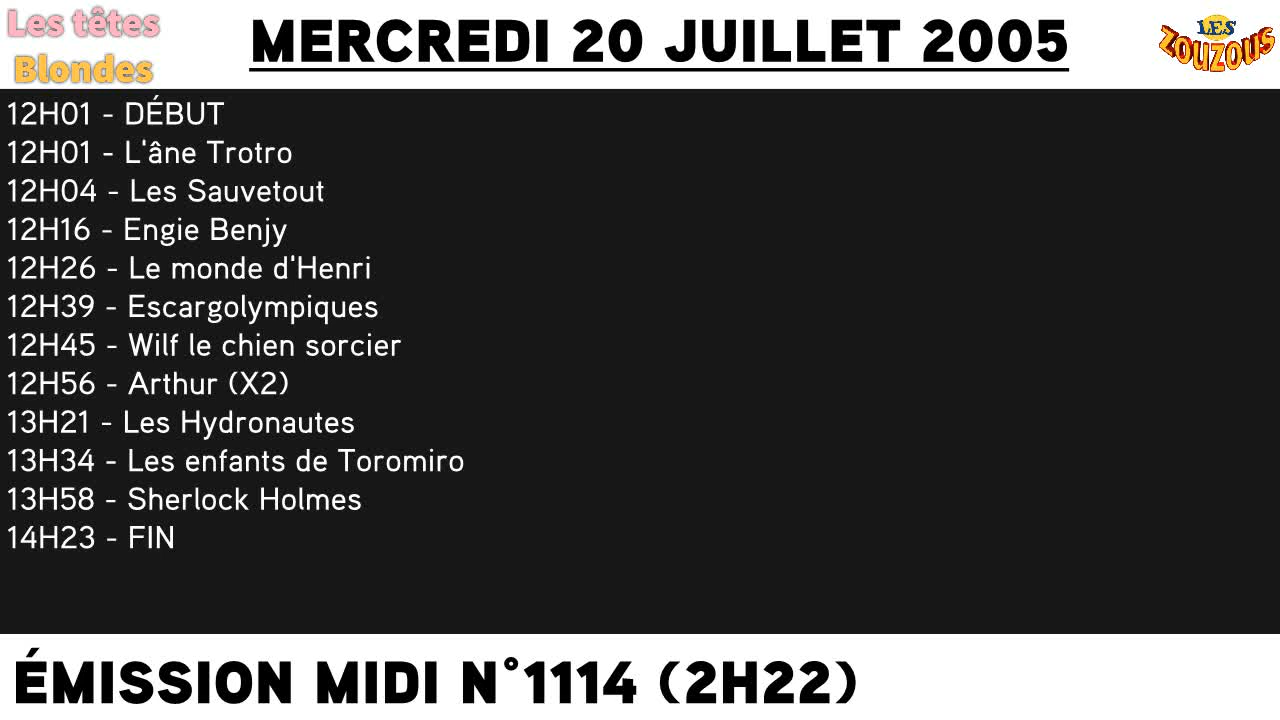 Les têtes
Blondes
MERCREDI 20 JUILLET 2005
LES
ZOUZOUS
12H01 - DÉBUT
12H01 - L'âne Trotro
12H04 - Les Sauvetout
12H16 - Engie Benjy
12H26 - Le monde d'Henri
12H39 - Escargolympiques
12H45 - Wilf le chien sorcier
12H56 - Arthur (X2)
13H21 - Les Hydronautes
13H34 - Les enfants de Toromiro
13H58 - Sherlock Holmes
14H23 - FIN
ÉMISSION MIDI N°1114 (2H22)